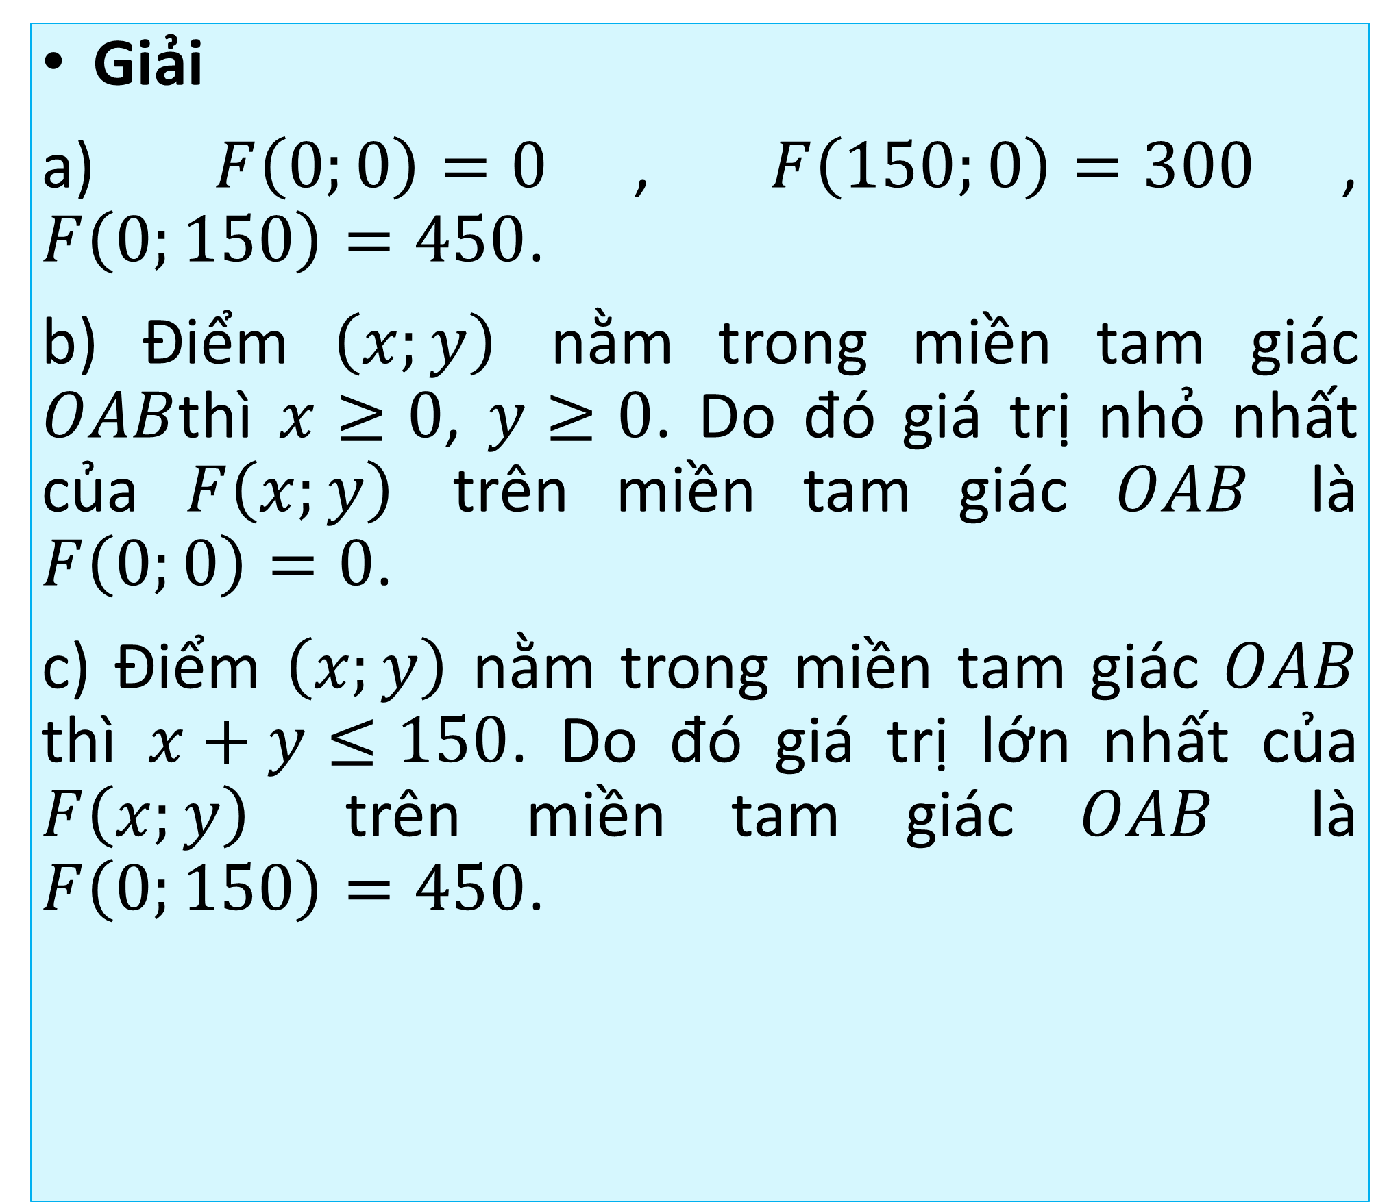 • Giải
a) F(0; 0) = 0 , F(150; 0) = 300 ,
F(0; 150) = 450.
b) Điểm (x; y) nằm trong miền tam giác
OABthì x ≥ 0, y ≥ 0. Do đó giá trị nhỏ nhất
của F(x; y) trên miền tam giác OAB là
F(0; 0) = 0.
c) Điểm (x; y) nằm trong miền tam giác OAB
thì x + y ≤ 150. Do đó giá trị lớn nhất của
F(x; y) trên miền tam giác OAB là
F(0; 150) = 450.